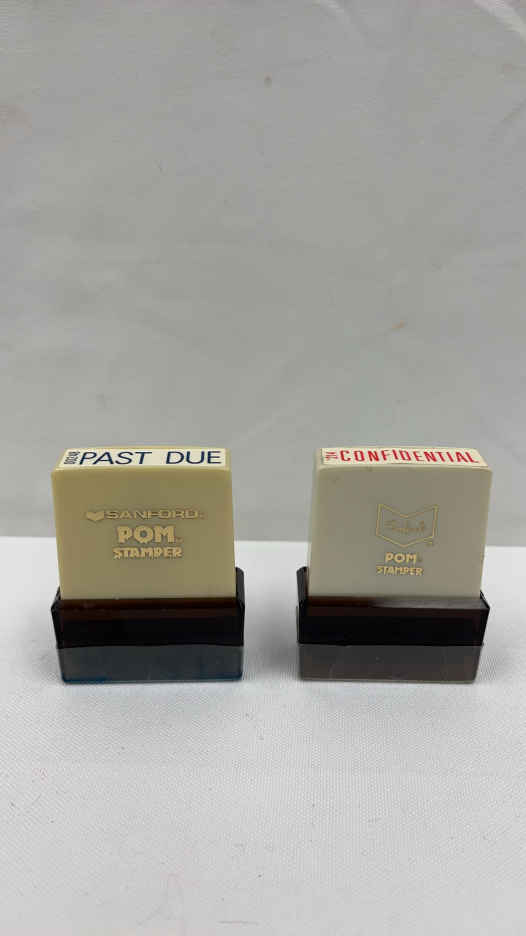 PAST DUE
SANFORD
POM
STAMPER
CONFIDENTIAL
POM
STAMPER